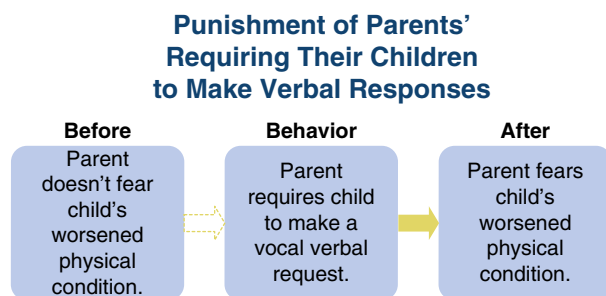 Punishment of Parents’
Requiring Their Children
to Make Verbal Responses
Before
Parent
doesn’t fear
child’s
worsened
physical
condition.
Behavior
Parent
requires child
to make a
vocal verbal
request.
After
Parent fears
child’s
worsened
physical
condition.